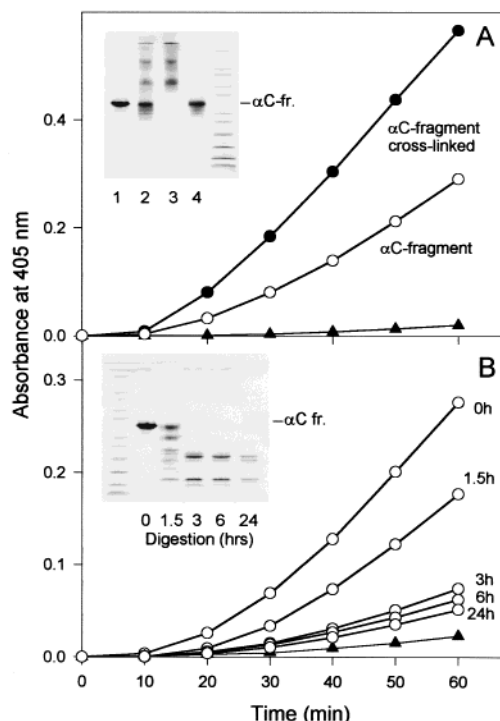 A
αC-fr.
1 2 3 4
αC-fragment
cross-linked
αC-fragment
0.4
0.2
0.0
Absorbance at 405 nm
B
αC fr.
0 1.5 3 6 24
Digestion (hrs)
0h
1.5h
3h
6h
24h
0.3
0.2
0.1
0.0
0 10 20 30 40 50 60
Time (min)